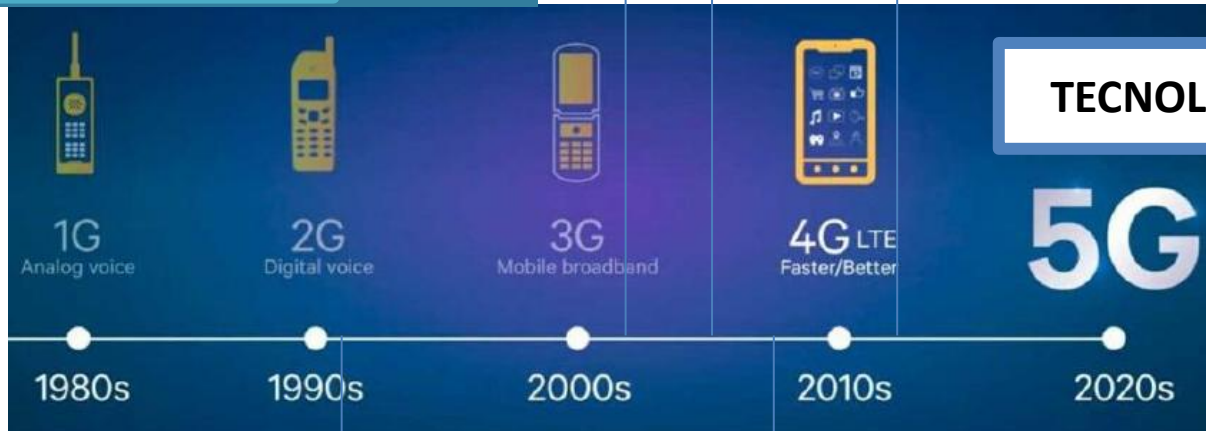 TECNOL
1G
Analog voice
2G
Digital voice
3G
Mobile broadband
4G LTE
Faster/Better
5G
1980s
1990s
2000s
2010s
2020s